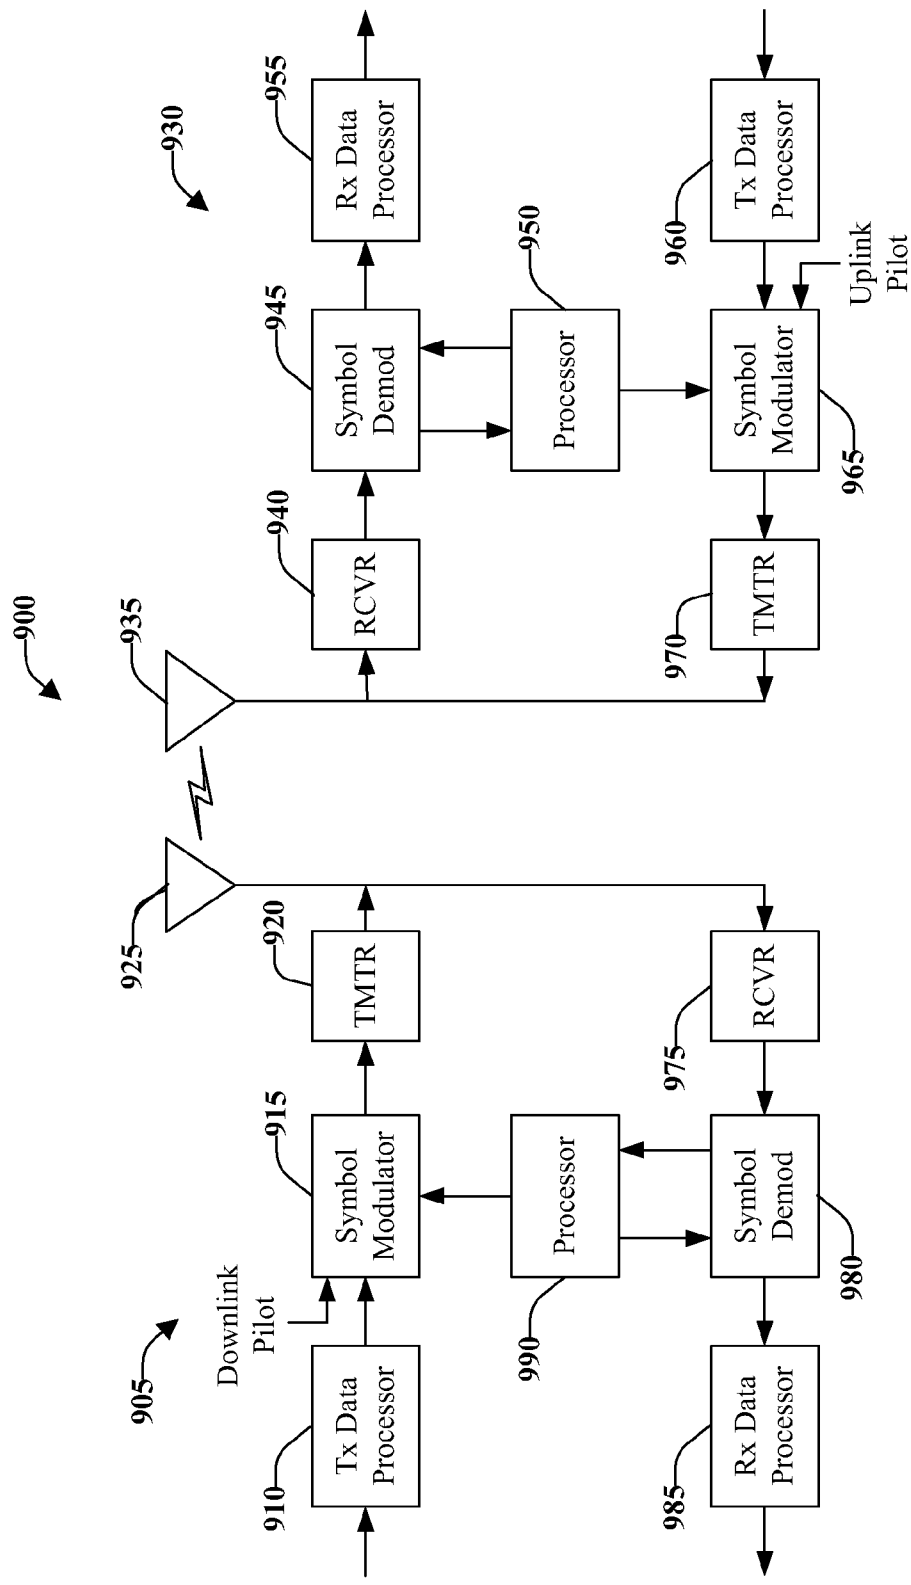 900
905
930
925
935
Downlink
Pilot
910
Tx Data
Processor
915
Symbol
Modulator
920
TMTR
940
RCVR
945
Symbol
Demod
955
Rx Data
Processor
990
Processor
950
Processor
985
Rx Data
Processor
980
Symbol
Demod
975
RCVR
970
TMTR
965
Symbol
Modulator
960
Tx Data
Processor
Uplink
Pilot